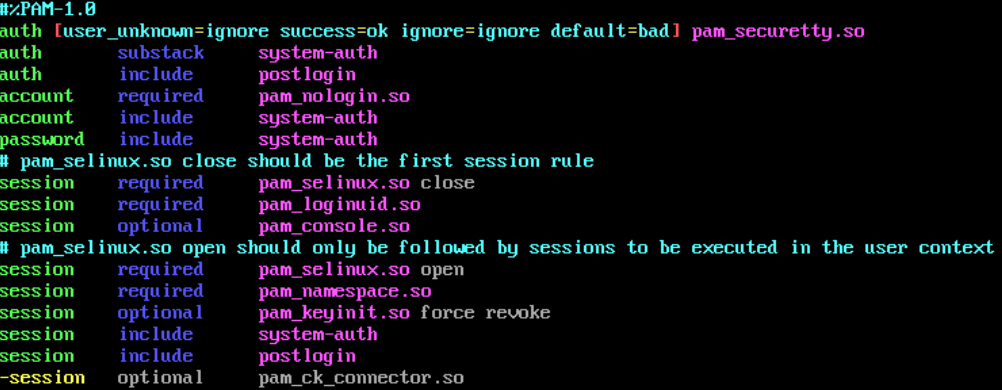 #%PAM-1.0
auth [user_unknown=ignore success=ok ignore=ignore default=bad] pam_securetty.so
auth       substack     system-auth
auth       include      postlogin
account    required     pam_nologin.so
account    include      system-auth
password   include      system-auth
# pam_selinux.so close should be the first session rule
session    required     pam_selinux.so close
session    required     pam_loginuid.so
session    optional     pam_console.so
# pam_selinux.so open should only be followed by sessions to be executed in the user context
session    required     pam_selinux.so open
session    required     pam_namespace.so
session    optional     pam_keyinit.so force revoke
session    include      system-auth
session    include      postlogin
-session   optional     pam_ck_connector.so